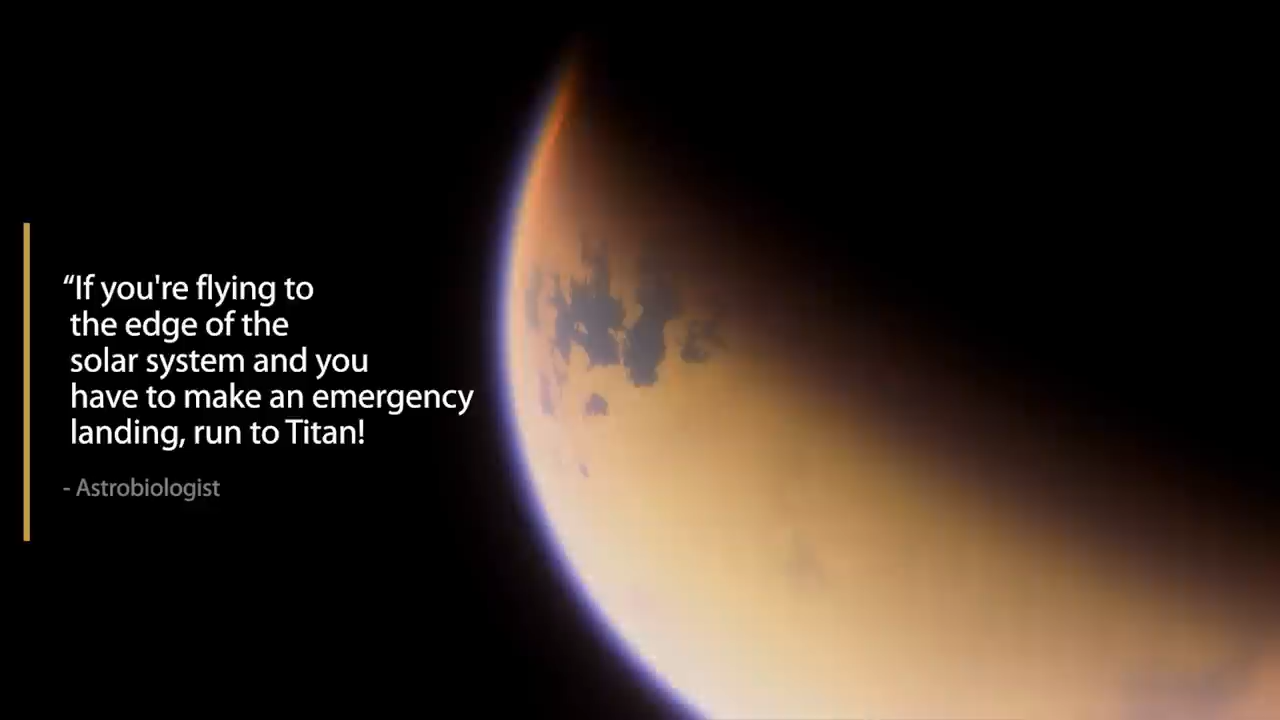 “If you're flying to
the edge of the
solar system and you
have to make an emergency
landing, run to Titan!
- Astrobiologist